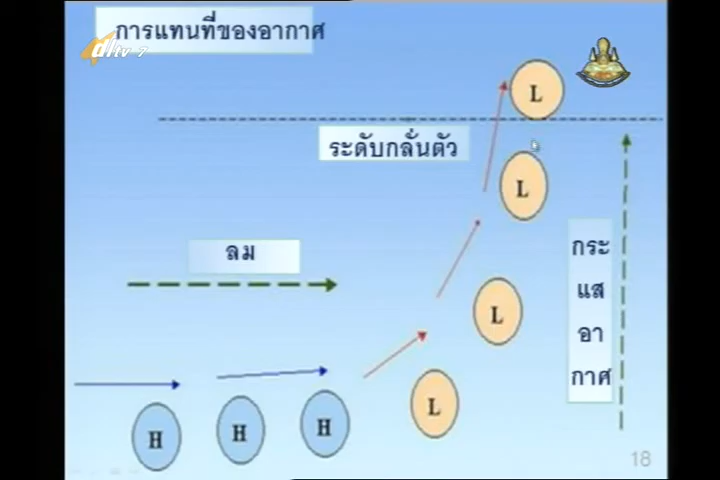 การแทนที่ของอากาศ
dltv 7
L
ระดับกลั่นตัว
L
ลม
กระ
แส
อา
กาศ
L
L
H
H
H
18